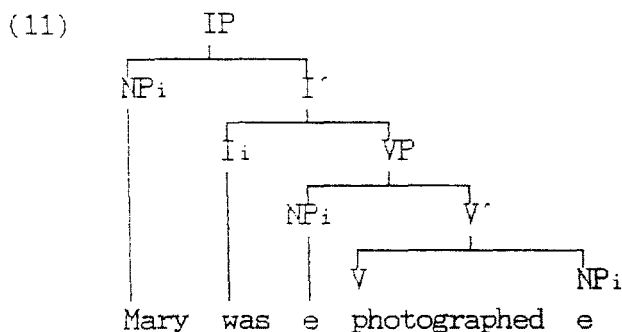 (11) IP
NPi I´
Ii VP
NPi V´
V NPi
Mary was e photographed e